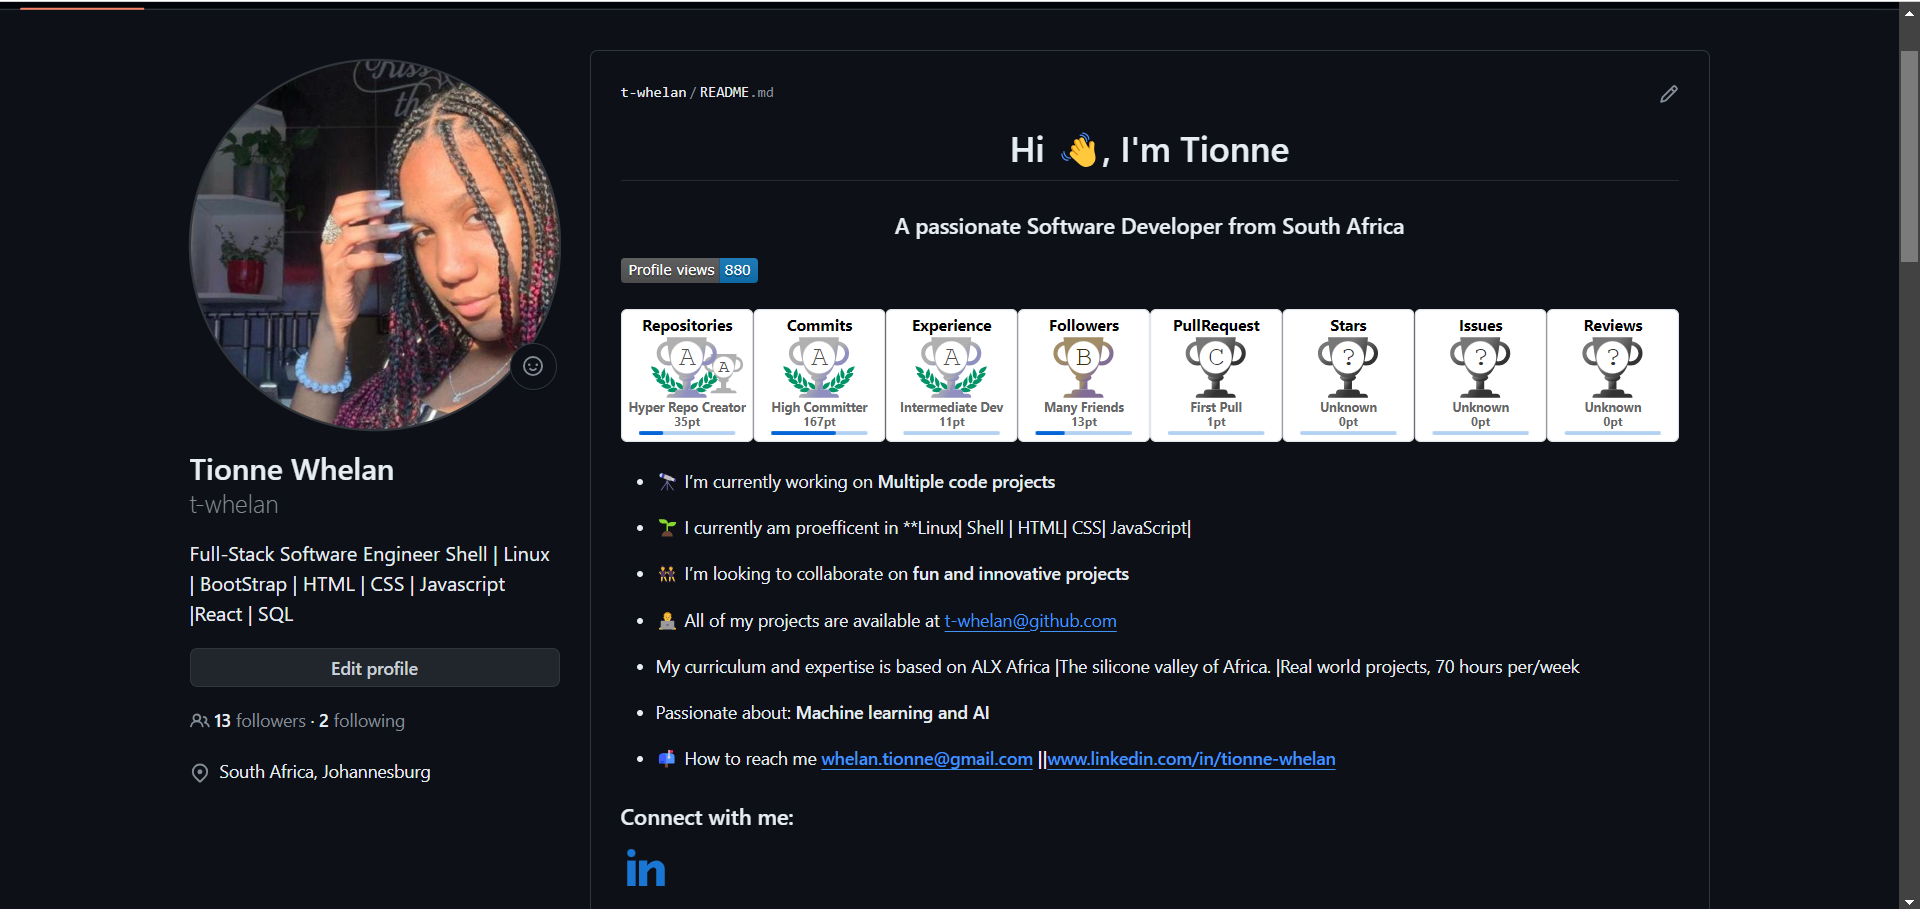 Kiss
the
Tionne Whelan
t-whelan
Full-Stack Software Engineer Shell | Linux
| BootStrap | HTML | CSS | Javascript
|React | SQL
Edit profile
13 followers · 2 following
South Africa, Johannesburg
t-whelan/README.md
Hi 👋, I'm Tionne
A passionate Software Developer from South Africa
Profile views 880
Repositories Commits Experience Followers PullRequest Stars Issues Reviews
A A A A B C ? ? ?
Hyper Repo Creator High Committer Intermediate Dev Many Friends First Pull Unknown Unknown Unknown
35pt 167pt 11pt 13pt 1pt 0pt 0pt 0pt
• 🔭 I’m currently working on Multiple code projects
• 🌱 I currently am proefficent in **Linux| Shell | HTML| CSS| JavaScript|
• 👯 I’m looking to collaborate on fun and innovative projects
• 👨‍💻 All of my projects are available at t-whelan@github.com
• My curriculum and expertise is based on ALX Africa |The silicone valley of Africa. |Real world projects, 70 hours per/week
• Passionate about: Machine learning and AI
• 📫 How to reach me whelan.tionne@gmail.com ||www.linkedin.com/in/tionne-whelan
Connect with me:
in